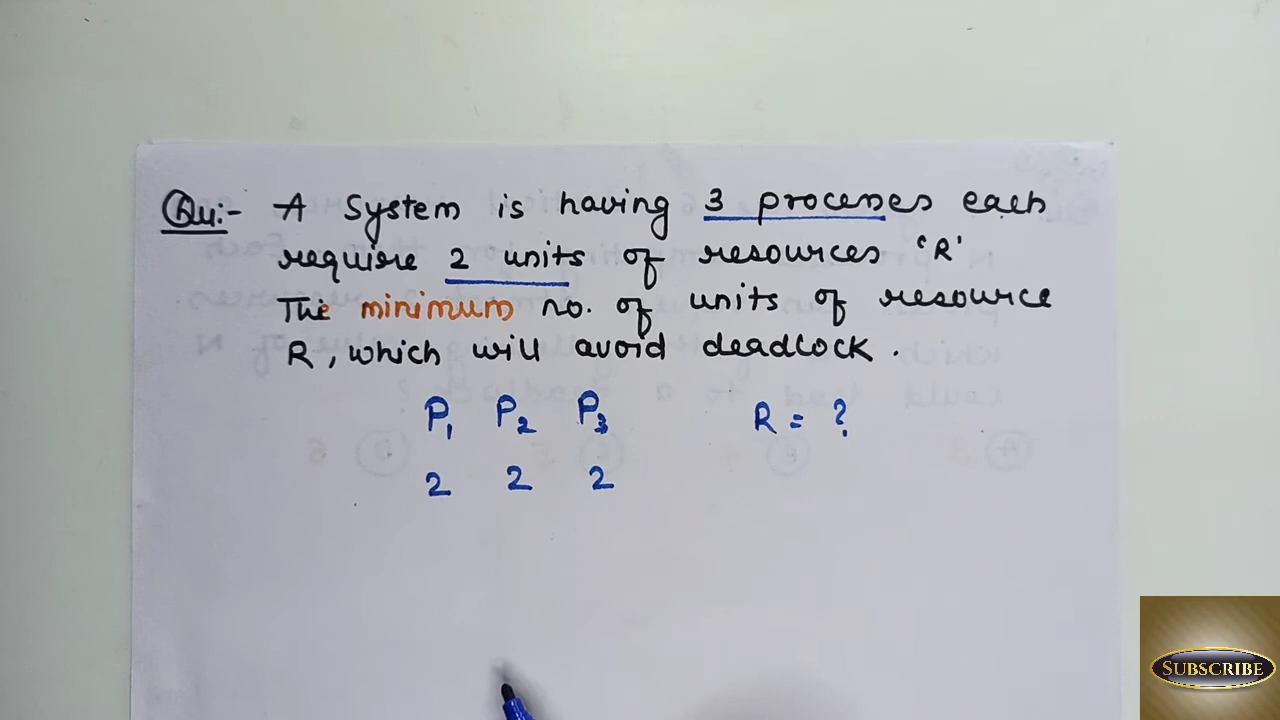 Qu:- A System is having 3 processes each
require 2 units of resources 'R'
The minimum no. of units of resource
R, which will avoid deadlock.
P1 P2 P3 R = ?
2 2 2
SUBSCRIBE